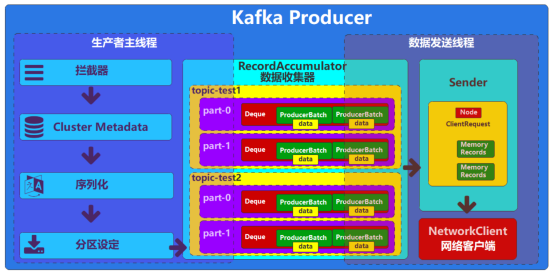 Kafka Producer
生产者主线程
拦截器
Cluster Metadata
序列化
分区设定
RecordAccumulator
数据收集器
topic-test1
part-0
Deque
ProducerBatch
data
ProducerBatch
data
part-1
Deque
ProducerBatch
data
ProducerBatch
data
topic-test2
part-0
Deque
ProducerBatch
data
ProducerBatch
data
part-1
Deque
ProducerBatch
data
ProducerBatch
data
数据发送线程
Sender
Node
ClientRequest
Memory
Records
Memory
Records
NetworkClient
网络客户端